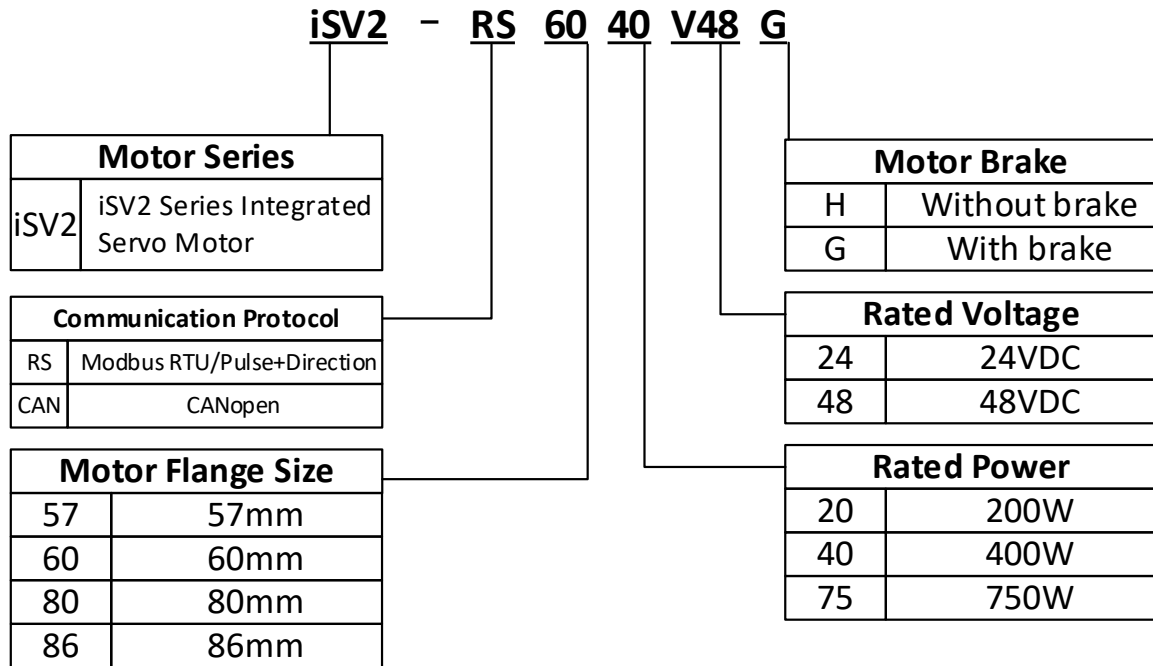 iSV2 - RS 60 40 V48 G
Motor Series
iSV2 iSV2 Series Integrated
Servo Motor
Communication Protocol
RS Modbus RTU/Pulse+Direction
CAN CANopen
Motor Flange Size
57 57mm
60 60mm
80 80mm
86 86mm
Motor Brake
H Without brake
G With brake
Rated Voltage
24 24VDC
48 48VDC
Rated Power
20 200W
40 400W
75 750W